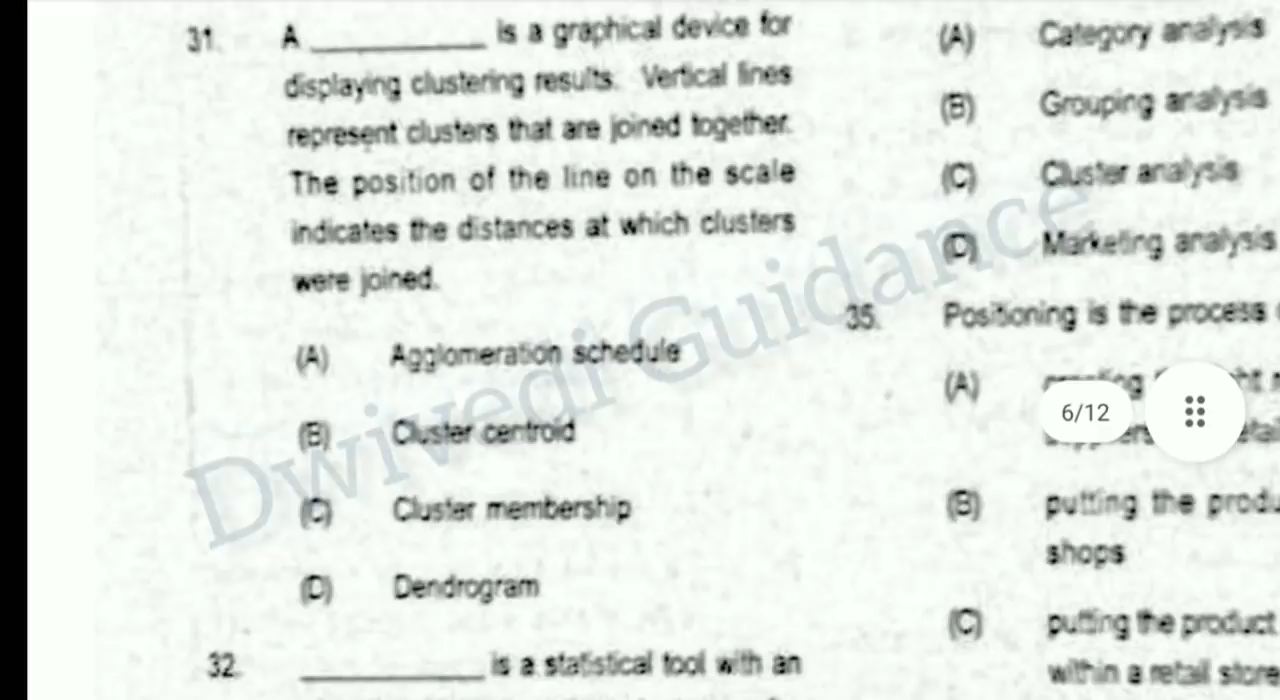 31. A ________ is a graphical device for
displaying clustering results. Vertical lines
represent clusters that are joined together.
The position of the line on the scale
indicates the distances at which clusters
were joined.
(A) Agglomeration schedule
(B) Cluster centroid
(C) Cluster membership
(D) Dendrogram
32. ________ is a statistical tool with an
(A) Category analysis
(B) Grouping analysis
(C) Cluster analysis
(D) Marketing analysis
35. Positioning is the process
(A)
(B) putting the
shops
(C) putting the product
within a retail store
6/12
Dwivedi Guidance